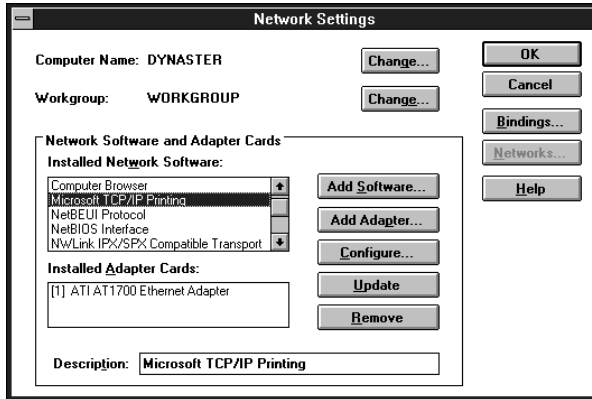 Network Settings
Computer Name: DYNASTER
Change...
Workgroup: WORKGROUP
Change...
OK
Cancel
Bindings...
Networks...
Help
Network Software and Adapter Cards
Installed Network Software:
Computer Browser
Microsoft TCP/IP Printing
NetBEUI Protocol
NetBIOS Interface
NWLink IPX/SPX Compatible Transport
Add Software...
Add Adapter...
Configure...
Update
Remove
Installed Adapter Cards:
[1] ATI AT1700 Ethernet Adapter
Description: Microsoft TCP/IP Printing